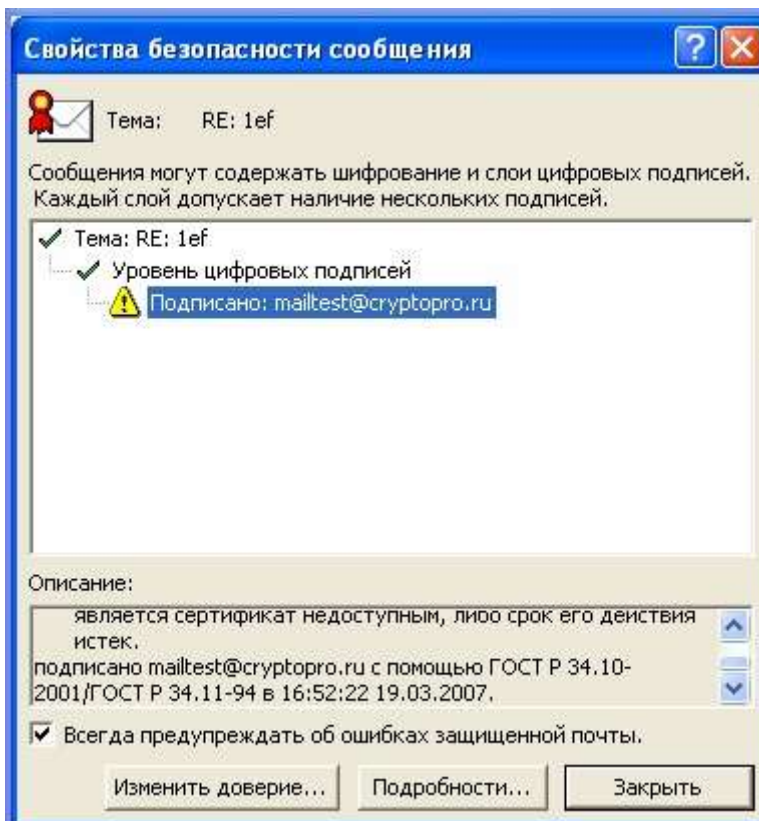 Свойства безопасности сообщения
Тема: RE: 1ef
Сообщения могут содержать шифрование и слои цифровых подписей.
Каждый слой допускает наличие нескольких подписей.
Тема: RE: 1ef
Уровень цифровых подписей
Подписано: mailtest@cryptopro.ru
Описание:
является сертификат недоступным, либо срок его действия
истек.
подписано mailtest@cryptopro.ru с помощью ГОСТ Р 34.10-
2001/ГОСТ Р 34.11-94 в 16:52:22 19.03.2007.
Всегда предупреждать об ошибках защищенной почты.
Изменить доверие... Подробности... Закрыть